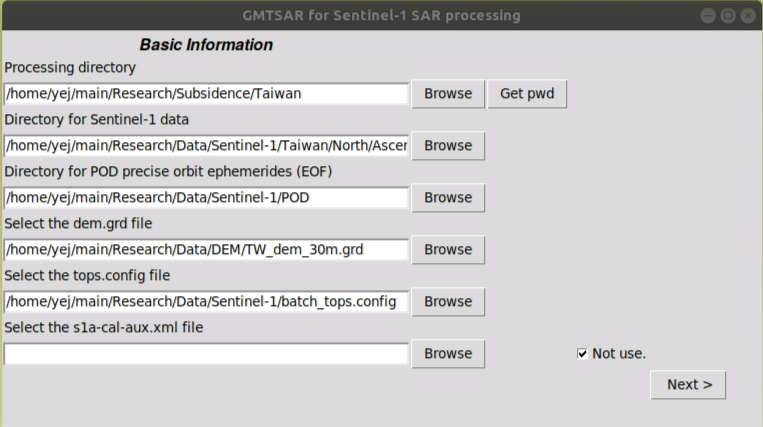 GMTSAR for Sentinel-1 SAR processing
Basic Information
Processing directory
/home/yej/main/Research/Subsidence/Taiwan Browse Get pwd
Directory for Sentinel-1 data
/home/yej/main/Research/Data/Sentinel-1/Taiwan/North/Ascer Browse
Directory for POD precise orbit ephemerides (EOF)
/home/yej/main/Research/Data/Sentinel-1/POD Browse
Select the dem.grd file
/home/yej/main/Research/Data/DEM/TW_dem_30m.grd Browse
Select the tops.config file
/home/yej/main/Research/Data/Sentinel-1/batch_tops.config Browse
Select the s1a-cal-aux.xml file
Browse Not use.
Next >